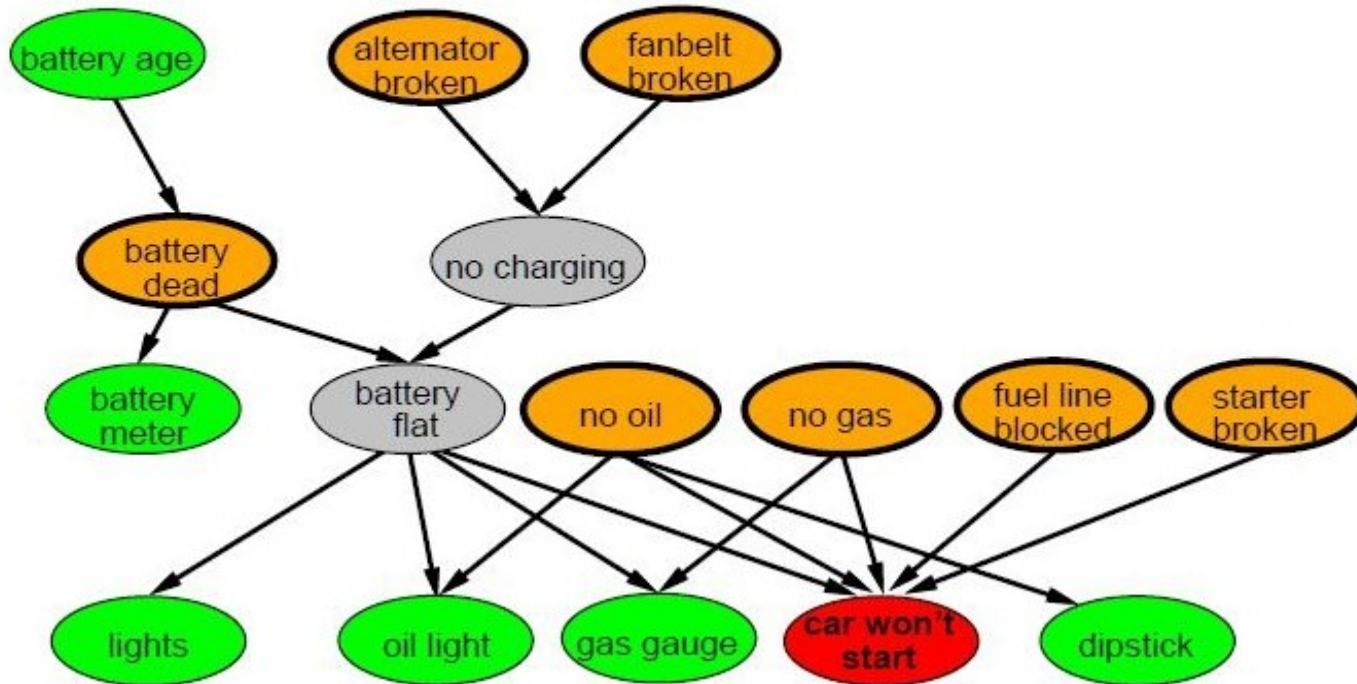 battery age
alternator
broken
fanbelt
broken
battery
dead
no charging
battery
meter
battery
flat
no oil
no gas
fuel line
blocked
starter
broken
lights
oil light
gas gauge
car won't
start
dipstick